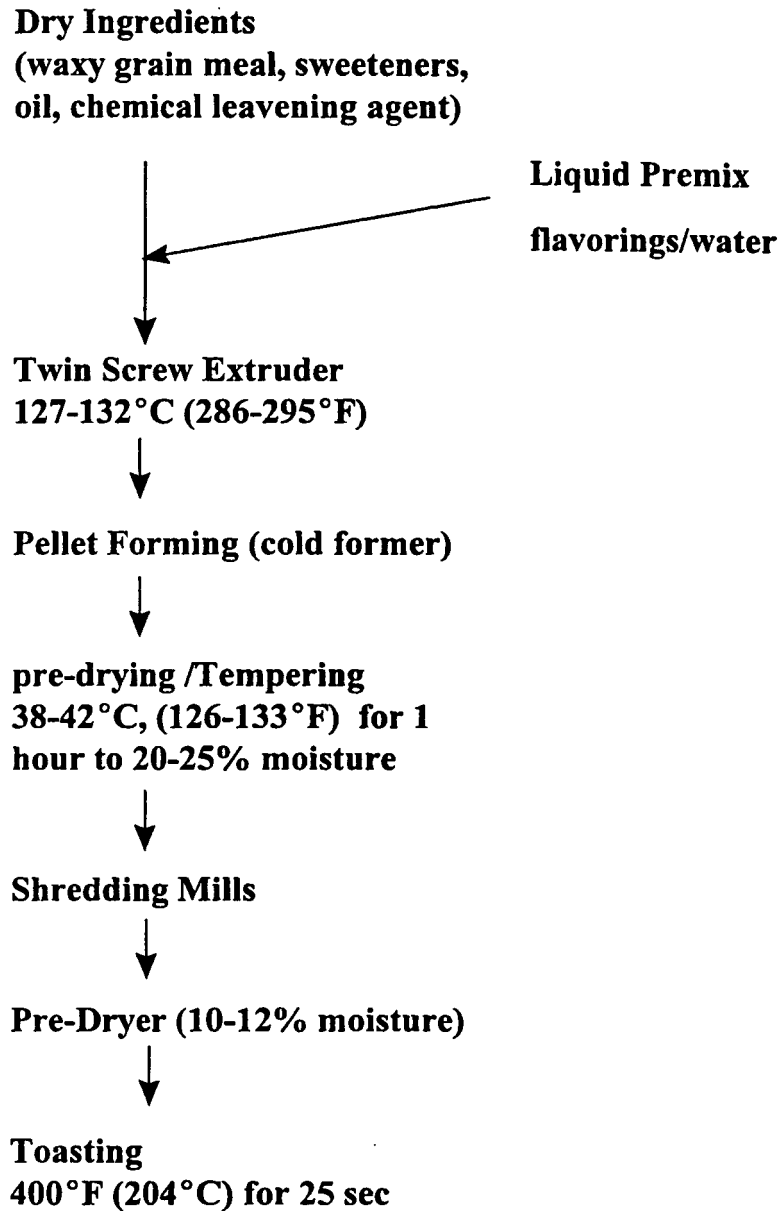 Dry Ingredients
(waxy grain meal, sweeteners,
oil, chemical leavening agent)
Liquid Premix
flavorings/water
Twin Screw Extruder
127-132°C (286-295°F)
Pellet Forming (cold former)
pre-drying /Tempering
38-42°C, (126-133°F) for 1
hour to 20-25% moisture
Shredding Mills
Pre-Dryer (10-12% moisture)
Toasting
400°F (204°C) for 25 sec